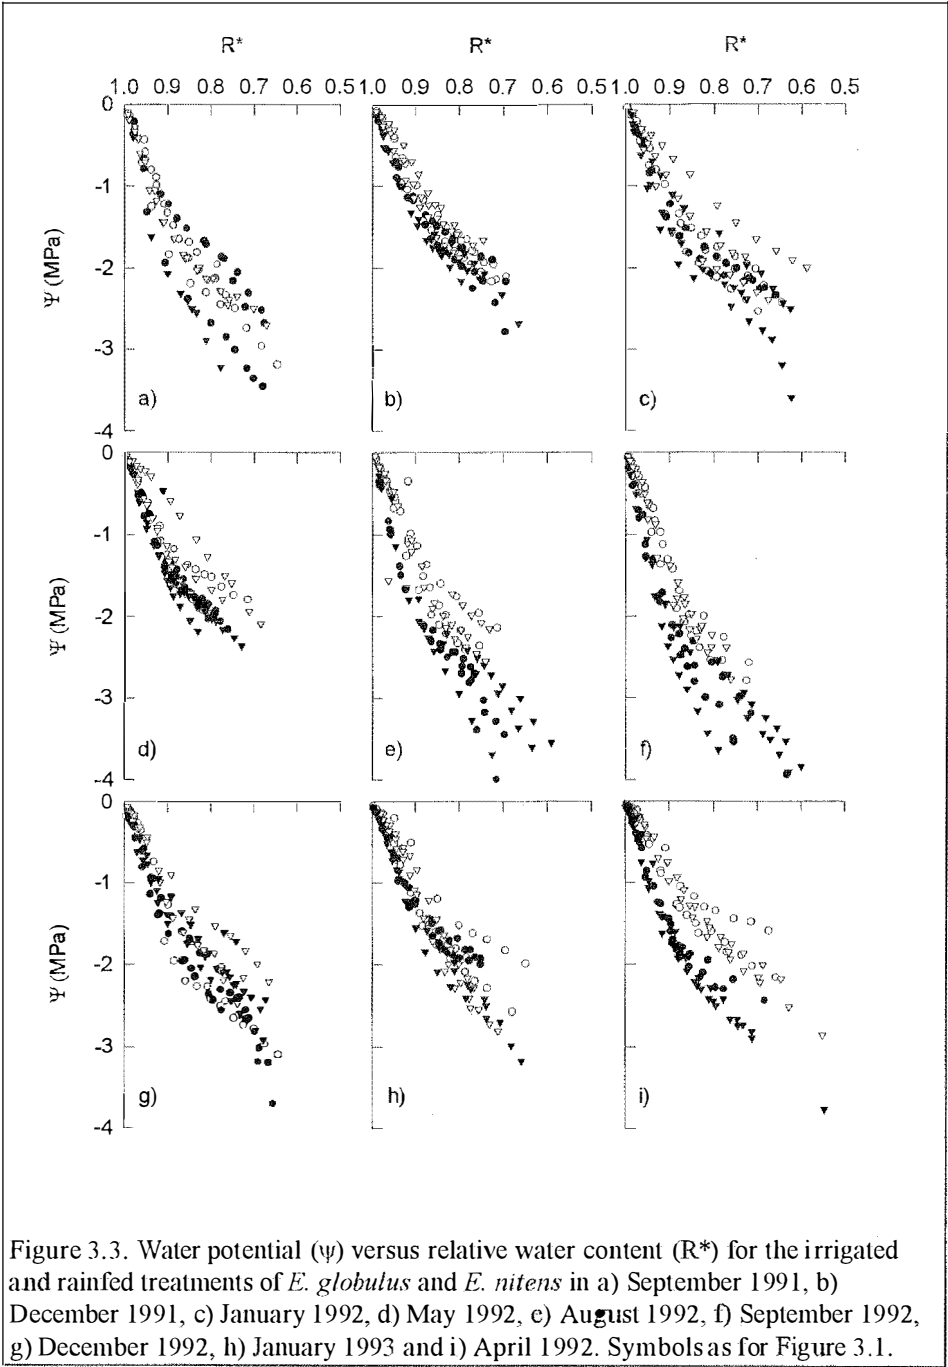 R* R* R*
1.0 0.9 0.8 0.7 0.6 0.5 1.0 0.9 0.8 0.7 0.6 0.5 1.0 0.9 0.8 0.7 0.6 0.5
0
-1
Ψ (MPa)
-2
-3
-4
a) b) c)
0
-1
Ψ (MPa)
-2
-3
-4
d) e) f)
0
-1
Ψ (MPa)
-2
-3
-4
g) h) i)
Figure 3.3. Water potential (ψ) versus relative water content (R*) for the irrigated
and rainfed treatments of E. globulus and E. nitens in a) September 1991, b)
December 1991, c) January 1992, d) May 1992, e) August 1992, f) September 1992,
g) December 1992, h) January 1993 and i) April 1992. Symbols as for Figure 3.1.